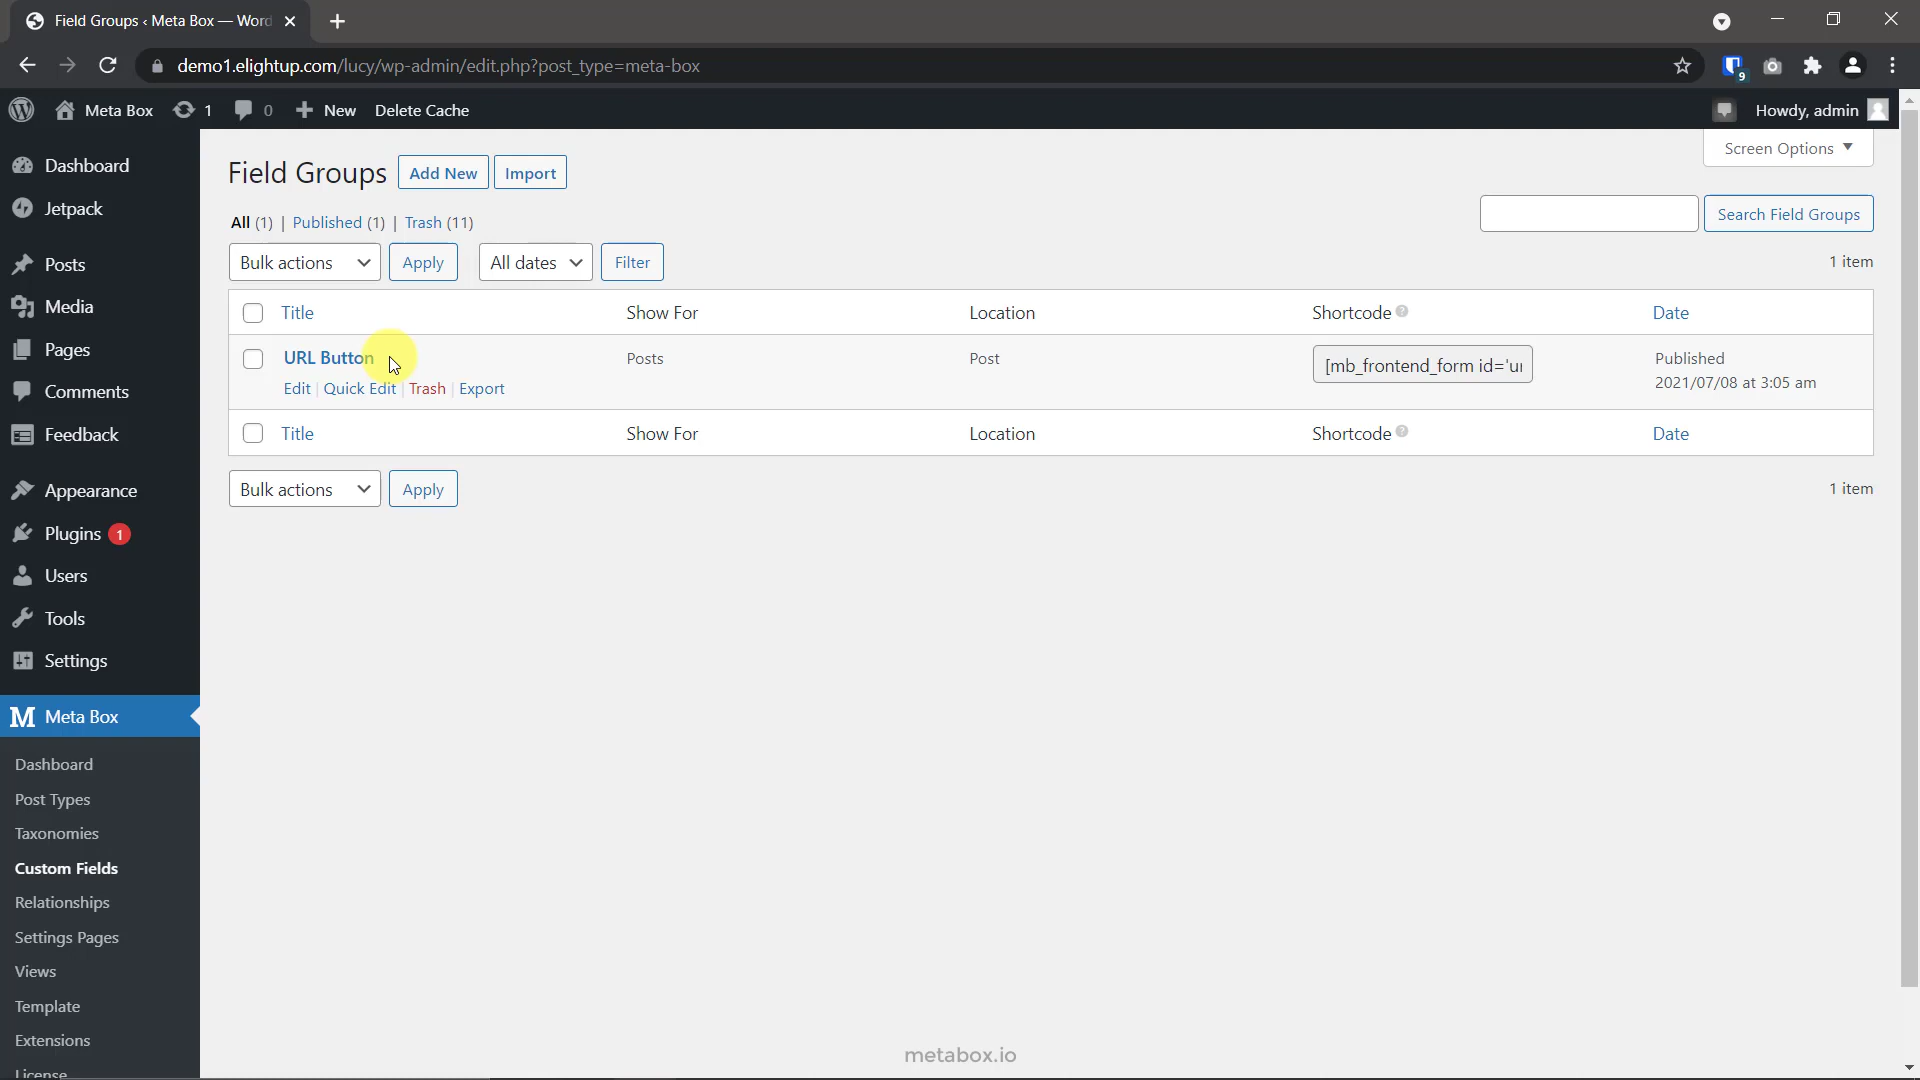 Field Groups ‹ Meta Box — Word
demo1.elightup.com/lucy/wp-admin/edit.php?post_type=meta-box
9
Meta Box 1 0 New Delete Cache Howdy, admin
Screen Options
Dashboard
Jetpack
Posts
Media
Pages
Comments
Feedback
Appearance
Plugins 1
Users
Tools
Settings
Meta Box
Dashboard
Post Types
Taxonomies
Custom Fields
Relationships
Settings Pages
Views
Template
Extensions
License
Field Groups Add New Import
All (1) | Published (1) | Trash (11)
Search Field Groups
Bulk actions Apply All dates Filter 1 item
Title Show For Location Shortcode Date
URL Button Posts Post [mb_frontend_form id='u Published
Edit | Quick Edit | Trash | Export 2021/07/08 at 3:05 am
Title Show For Location Shortcode Date
Bulk actions Apply 1 item
metabox.io